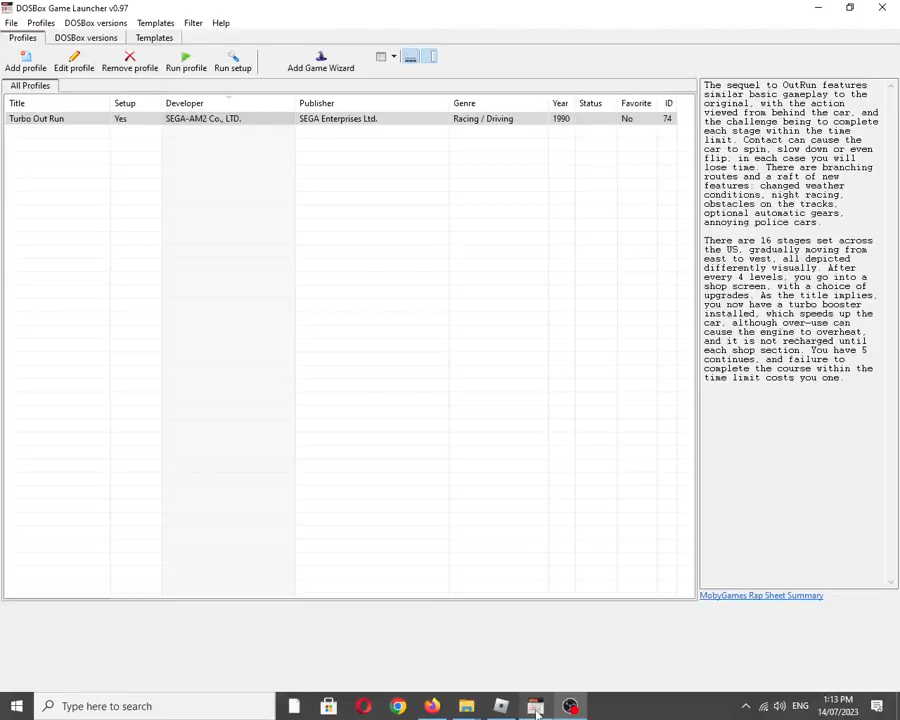 DOSBox Game Launcher v0.97
File Profiles DOSBox versions Templates Filter Help
Profiles DOSBox versions Templates
Add profile Edit profile Remove profile Run profile Run setup Add Game Wizard
All Profiles
Title Setup Developer Publisher Genre Year Status Favorite ID
Turbo Out Run Yes SEGA-AM2 Co., LTD. SEGA Enterprises Ltd. Racing / Driving 1990 No 74
The sequel to OutRun features
similar basic gameplay to the
original, with the action
viewed from behind the car, and
the challenge being to complete
each stage within the time
limit. Contact can cause the
car to spin, slow down or even
flip; in each case you will
lose time. There are branching
routes and a raft of new
features: changed weather
conditions, night racing,
obstacles on the tracks,
optional automatic gears,
annoying police cars.
There are 16 stages set across
the US, gradually moving from
east to west, all depicted
differently visually. After
every 4 levels, you go into a
shop screen, with a choice of
upgrades. As the title implies,
you now have a turbo booster
installed, which speeds up the
car, although over-use can
cause the engine to overheat,
and it is not recharged until
each shop section. You have 5
continues, and failure to
complete the course within the
time limit costs you one.
MobyGames Rap Sheet Summary
Type here to search
ENG
1:13 PM
14/07/2023